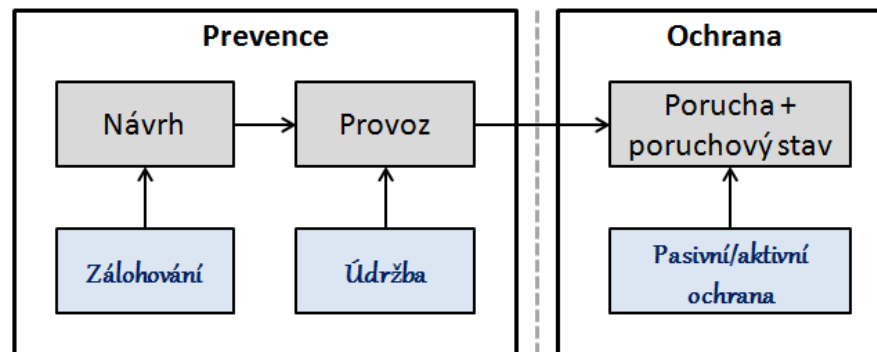 Prevence
Ochrana
Návrh
Provoz
Porucha +
poruchový stav
Zálohování
Údržba
Pasivní/aktivní
ochrana